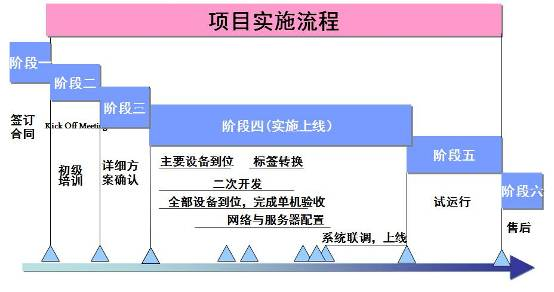 项目实施流程
阶段一
阶段二
阶段三
阶段四(实施上线)
阶段五
阶段六
签订
合同
Kick Off Meeting
初级
培训
详细方
案确认
主要设备到位
标签转换
二次开发
全部设备到位，完成单机验收
网络与服务器配置
系统联调，上线
试运行
售后